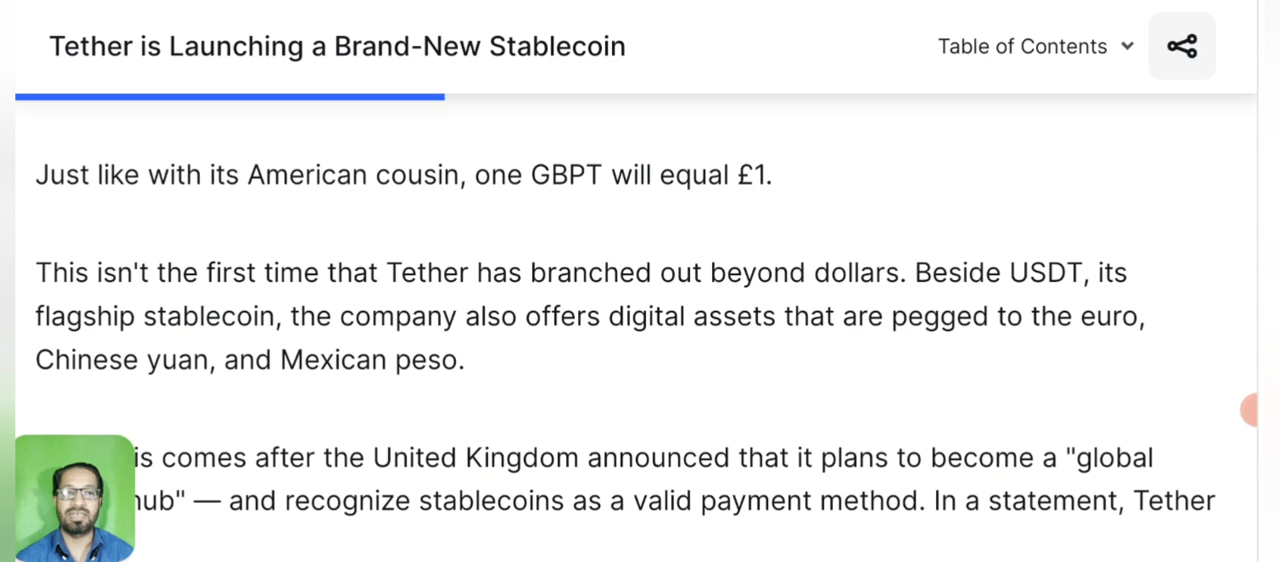 Tether is Launching a Brand-New Stablecoin
Table of Contents
Just like with its American cousin, one GBPT will equal £1.
This isn't the first time that Tether has branched out beyond dollars. Beside USDT, its
flagship stablecoin, the company also offers digital assets that are pegged to the euro,
Chinese yuan, and Mexican peso.
is comes after the United Kingdom announced that it plans to become a "global
hub" — and recognize stablecoins as a valid payment method. In a statement, Tether